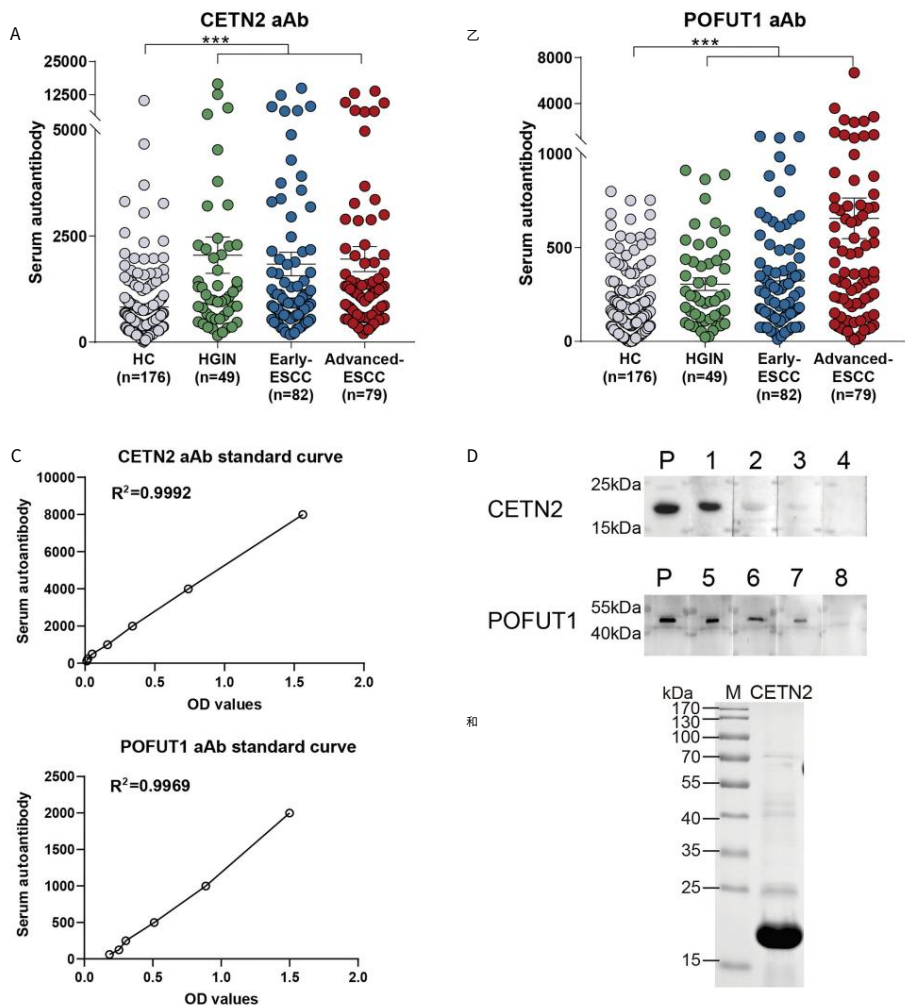 A
CETN2 aAb
***
Serum autoantibody
25000
12500
5000
2500
0
HC
(n=176)
HGIN
(n=49)
Early-
ESCC
(n=82)
Advanced-
ESCC
(n=79)
乙
POFUT1 aAb
***
Serum autoantibody
8000
4000
1000
500
0
HC
(n=176)
HGIN
(n=49)
Early-
ESCC
(n=82)
Advanced-
ESCC
(n=79)
C
CETN2 aAb standard curve
R²=0.9992
Serum autoantibody
10000
8000
6000
4000
2000
0
0.0 0.5 1.0 1.5 2.0
OD values
POFUT1 aAb standard curve
R²=0.9969
Serum autoantibody
2500
2000
1500
1000
500
0
0.0 0.5 1.0 1.5 2.0
OD values
D
P 1 2 3 4
CETN2
25kDa
15kDa
P 5 6 7 8
POFUT1
55kDa
40kDa
和
kDa M CETN2
170
130
100
70
55
40
35
25
15